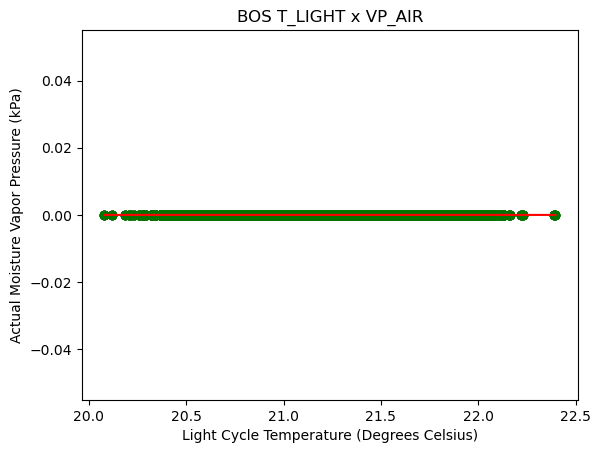 BOS T_LIGHT x VP_AIR
Actual Moisture Vapor Pressure (kPa)
0.04
0.02
0.00
−0.02
−0.04
20.0 20.5 21.0 21.5 22.0 22.5
Light Cycle Temperature (Degrees Celsius)